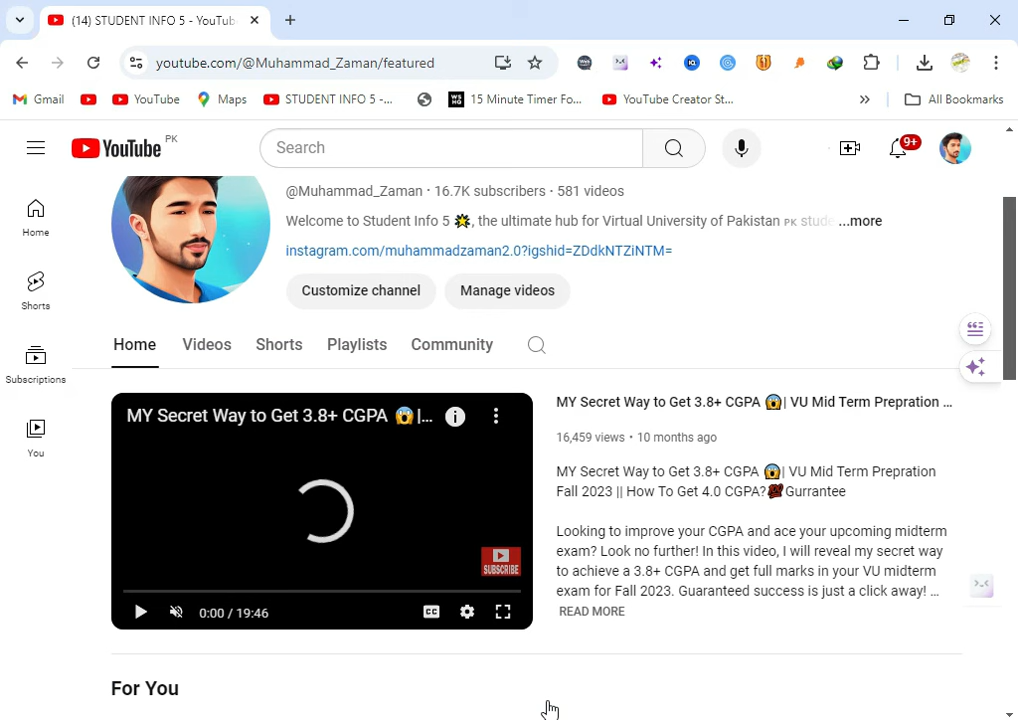 (14) STUDENT INFO 5 - YouTub
youtube.com/@Muhammad_Zaman/featured
Gmail
YouTube
Maps
STUDENT INFO 5 -...
15 Minute Timer Fo...
YouTube Creator St...
All Bookmarks
YouTube PK
Search
9+
@Muhammad_Zaman · 16.7K subscribers · 581 videos
Welcome to Student Info 5 💥, the ultimate hub for Virtual University of Pakistan PK stude ...more
instagram.com/muhammadzaman2.0?igshid=ZDdkNTZiNTM=
Customize channel
Manage videos
Home
Shorts
Subscriptions
You
Home
Videos
Shorts
Playlists
Community
MY Secret Way to Get 3.8+ CGPA 😱|...
SUBSCRIBE
0:00 / 19:46
CC
MY Secret Way to Get 3.8+ CGPA 😱| VU Mid Term Prepration ...
16,459 views · 10 months ago
MY Secret Way to Get 3.8+ CGPA 😱| VU Mid Term Prepration
Fall 2023 || How To Get 4.0 CGPA?💯Gurrantee
Looking to improve your CGPA and ace your upcoming midterm
exam? Look no further! In this video, I will reveal my secret way
to achieve a 3.8+ CGPA and get full marks in your VU midterm
exam for Fall 2023. Guaranteed success is just a click away! ...
READ MORE
For You